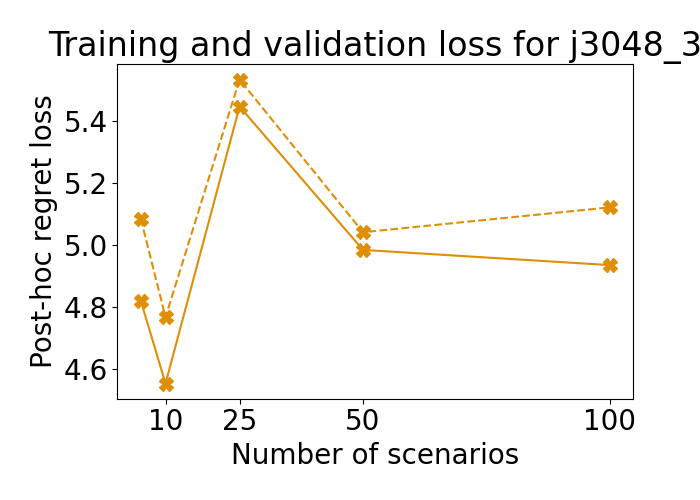 Training and validation loss for j3048_3
Post-hoc regret loss
5.4
5.2
5.0
4.8
4.6
10 25 50 100
Number of scenarios